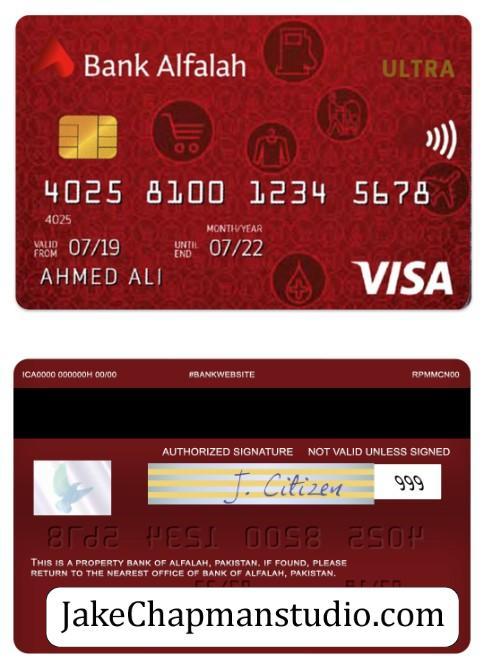 Bank Alfalah
ULTRA
4025 8100 1234 5678
4025
MONTH/YEAR
VALID FROM 07/19 UNTIL END 07/22
AHMED ALI
VISA
ICA0000 000000H 00/00 #BANKWEBSITE RPMMCN00
AUTHORIZED SIGNATURE NOT VALID UNLESS SIGNED
J. Citizen 999
THIS IS A PROPERTY BANK OF ALFALAH, PAKISTAN. IF FOUND, PLEASE
RETURN TO THE NEAREST OFFICE OF BANK OF ALFALAH, PAKISTAN.
JakeChapmanstudio.com